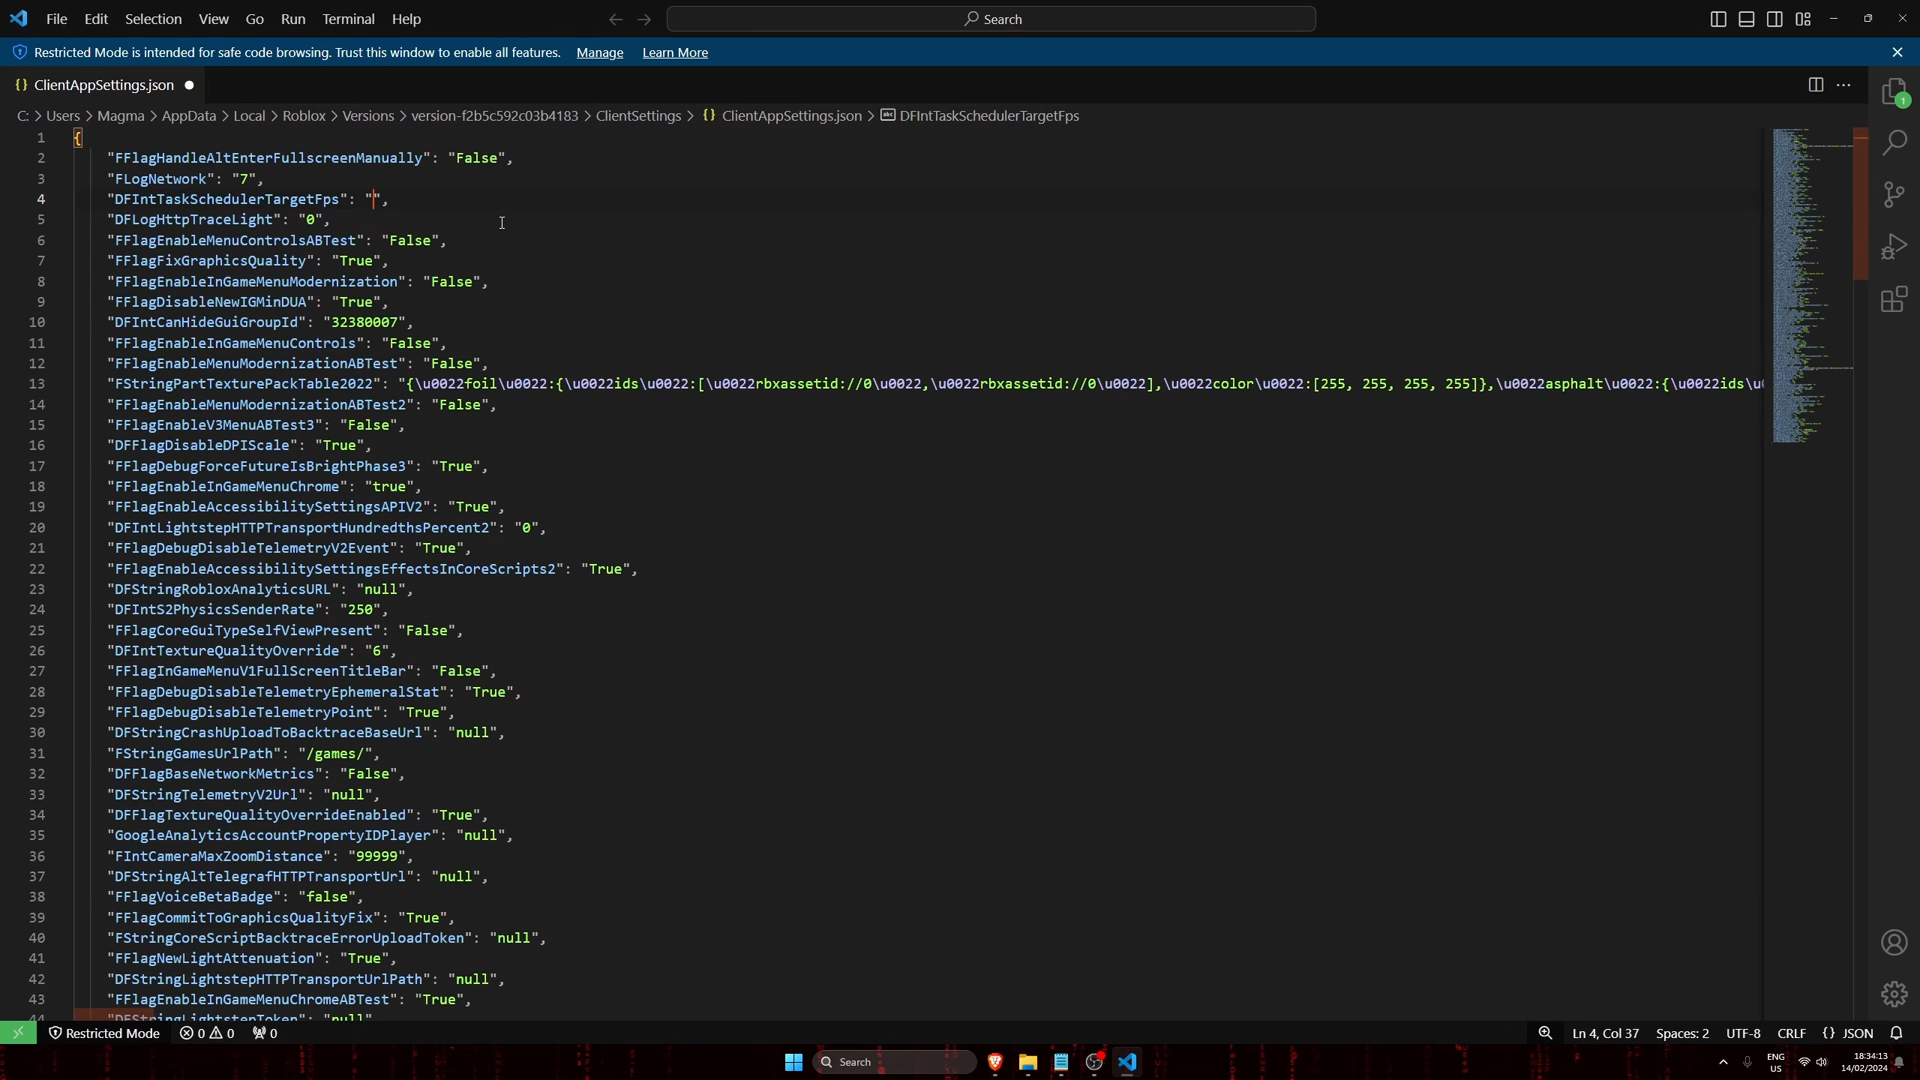 File Edit Selection View Go Run Terminal Help
Search
Restricted Mode is intended for safe code browsing. Trust this window to enable all features. Manage Learn More
{} ClientAppSettings.json
C: > Users > Magma > AppData > Local > Roblox > Versions > version-f2b5c592c03b4183 > ClientSettings > {} ClientAppSettings.json > DFIntTaskSchedulerTargetFps
1 {
2 "FFlagHandleAltEnterFullscreenManually": "False",
3 "FLogNetwork": "7",
4 "DFIntTaskSchedulerTargetFps": "",
5 "DFLogHttpTraceLight": "0",
6 "FFlagEnableMenuControlsABTest": "False",
7 "FFlagFixGraphicsQuality": "True",
8 "FFlagEnableInGameMenuModernization": "False",
9 "FFlagDisableNewIGMinDUA": "True",
10 "DFIntCanHideGuiGroupId": "32380007",
11 "FFlagEnableInGameMenuControls": "False",
12 "FFlagEnableMenuModernizationABTest": "False",
13 "FStringPartTexturePackTable2022": "{\u0022foil\u0022:{\u0022ids\u0022:[\u0022rbxassetid://0\u0022,\u0022rbxassetid://0\u0022],\u0022color\u0022:[255, 255, 255, 255]},\u0022asphalt\u0022:{\u0022ids\u0
14 "FFlagEnableMenuModernizationABTest2": "False",
15 "FFlagEnableV3MenuABTest3": "False",
16 "DFFlagDisableDPIScale": "True",
17 "FFlagDebugForceFutureIsBrightPhase3": "True",
18 "FFlagEnableInGameMenuChrome": "true",
19 "FFlagEnableAccessibilitySettingsAPIV2": "True",
20 "DFIntLightstepHTTPTransportHundredthsPercent2": "0",
21 "FFlagDebugDisableTelemetryV2Event": "True",
22 "FFlagEnableAccessibilitySettingsEffectsInCoreScripts2": "True",
23 "DFStringRobloxAnalyticsURL": "null",
24 "DFIntS2PhysicsSenderRate": "250",
25 "FFlagCoreGuiTypeSelfViewPresent": "False",
26 "DFIntTextureQualityOverride": "6",
27 "FFlagInGameMenuV1FullScreenTitleBar": "False",
28 "FFlagDebugDisableTelemetryEphemeralStat": "True",
29 "FFlagDebugDisableTelemetryPoint": "True",
30 "DFStringCrashUploadToBacktraceBaseUrl": "null",
31 "FStringGamesUrlPath": "/games/",
32 "DFFlagBaseNetworkMetrics": "False",
33 "DFStringTelemetryV2Url": "null",
34 "DFFlagTextureQualityOverrideEnabled": "True",
35 "GoogleAnalyticsAccountPropertyIDPlayer": "null",
36 "FIntCameraMaxZoomDistance": "99999",
37 "DFStringAltTelegrafHTTPTransportUrl": "null",
38 "FFlagVoiceBetaBadge": "false",
39 "FFlagCommitToGraphicsQualityFix": "True",
40 "FStringCoreScriptBacktraceErrorUploadToken": "null",
41 "FFlagNewLightAttenuation": "True",
42 "DFStringLightstepHTTPTransportUrlPath": "null",
43 "FFlagEnableInGameMenuChromeABTest": "True",
44 "DFStringLightstepToken": "null"
Restricted Mode 0 0 0 Ln 4, Col 37 Spaces: 2 UTF-8 CRLF {} JSON
Search ENG US 18:34:13 14/02/2024